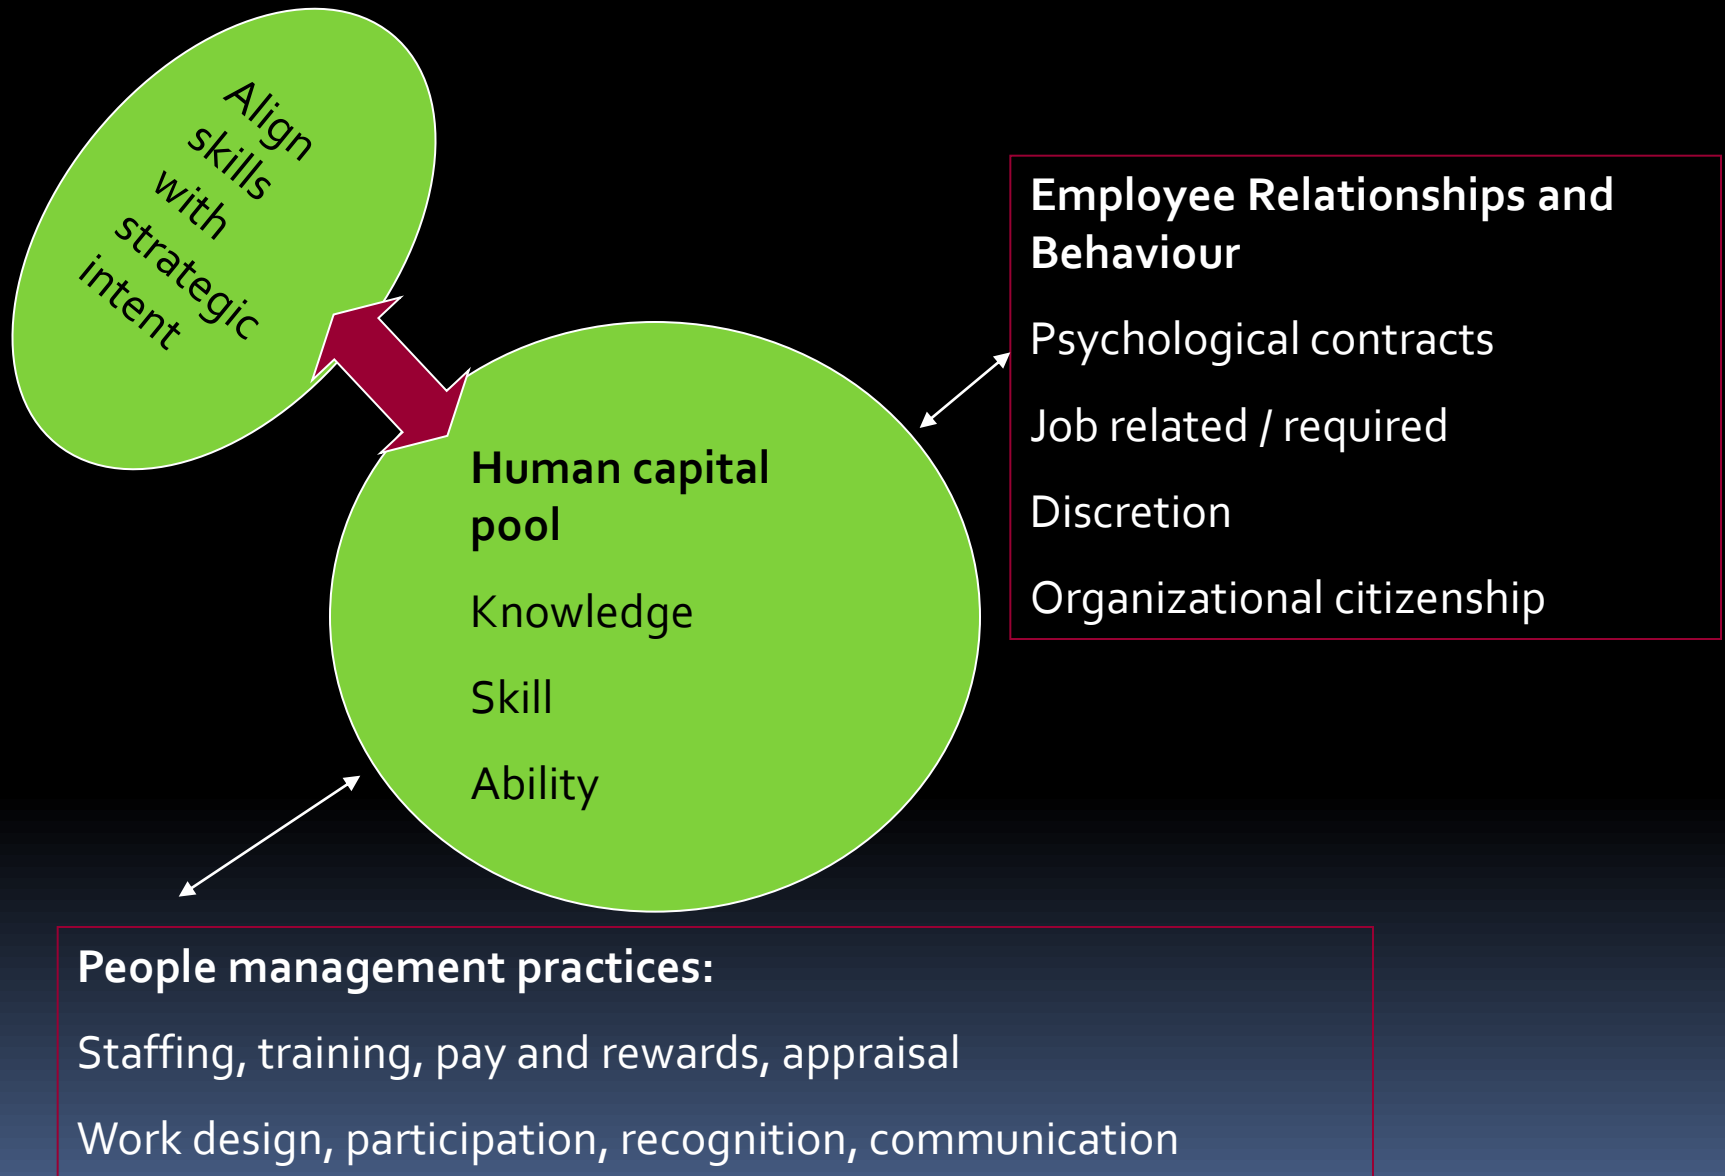 Align
skills
with
strategic
intent
Employee Relationships and
Behaviour
Psychological contracts
Job related / required
Discretion
Organizational citizenship
Human capital
pool
Knowledge
Skill
Ability
People management practices:
Staffing, training, pay and rewards, appraisal
Work design, participation, recognition, communication